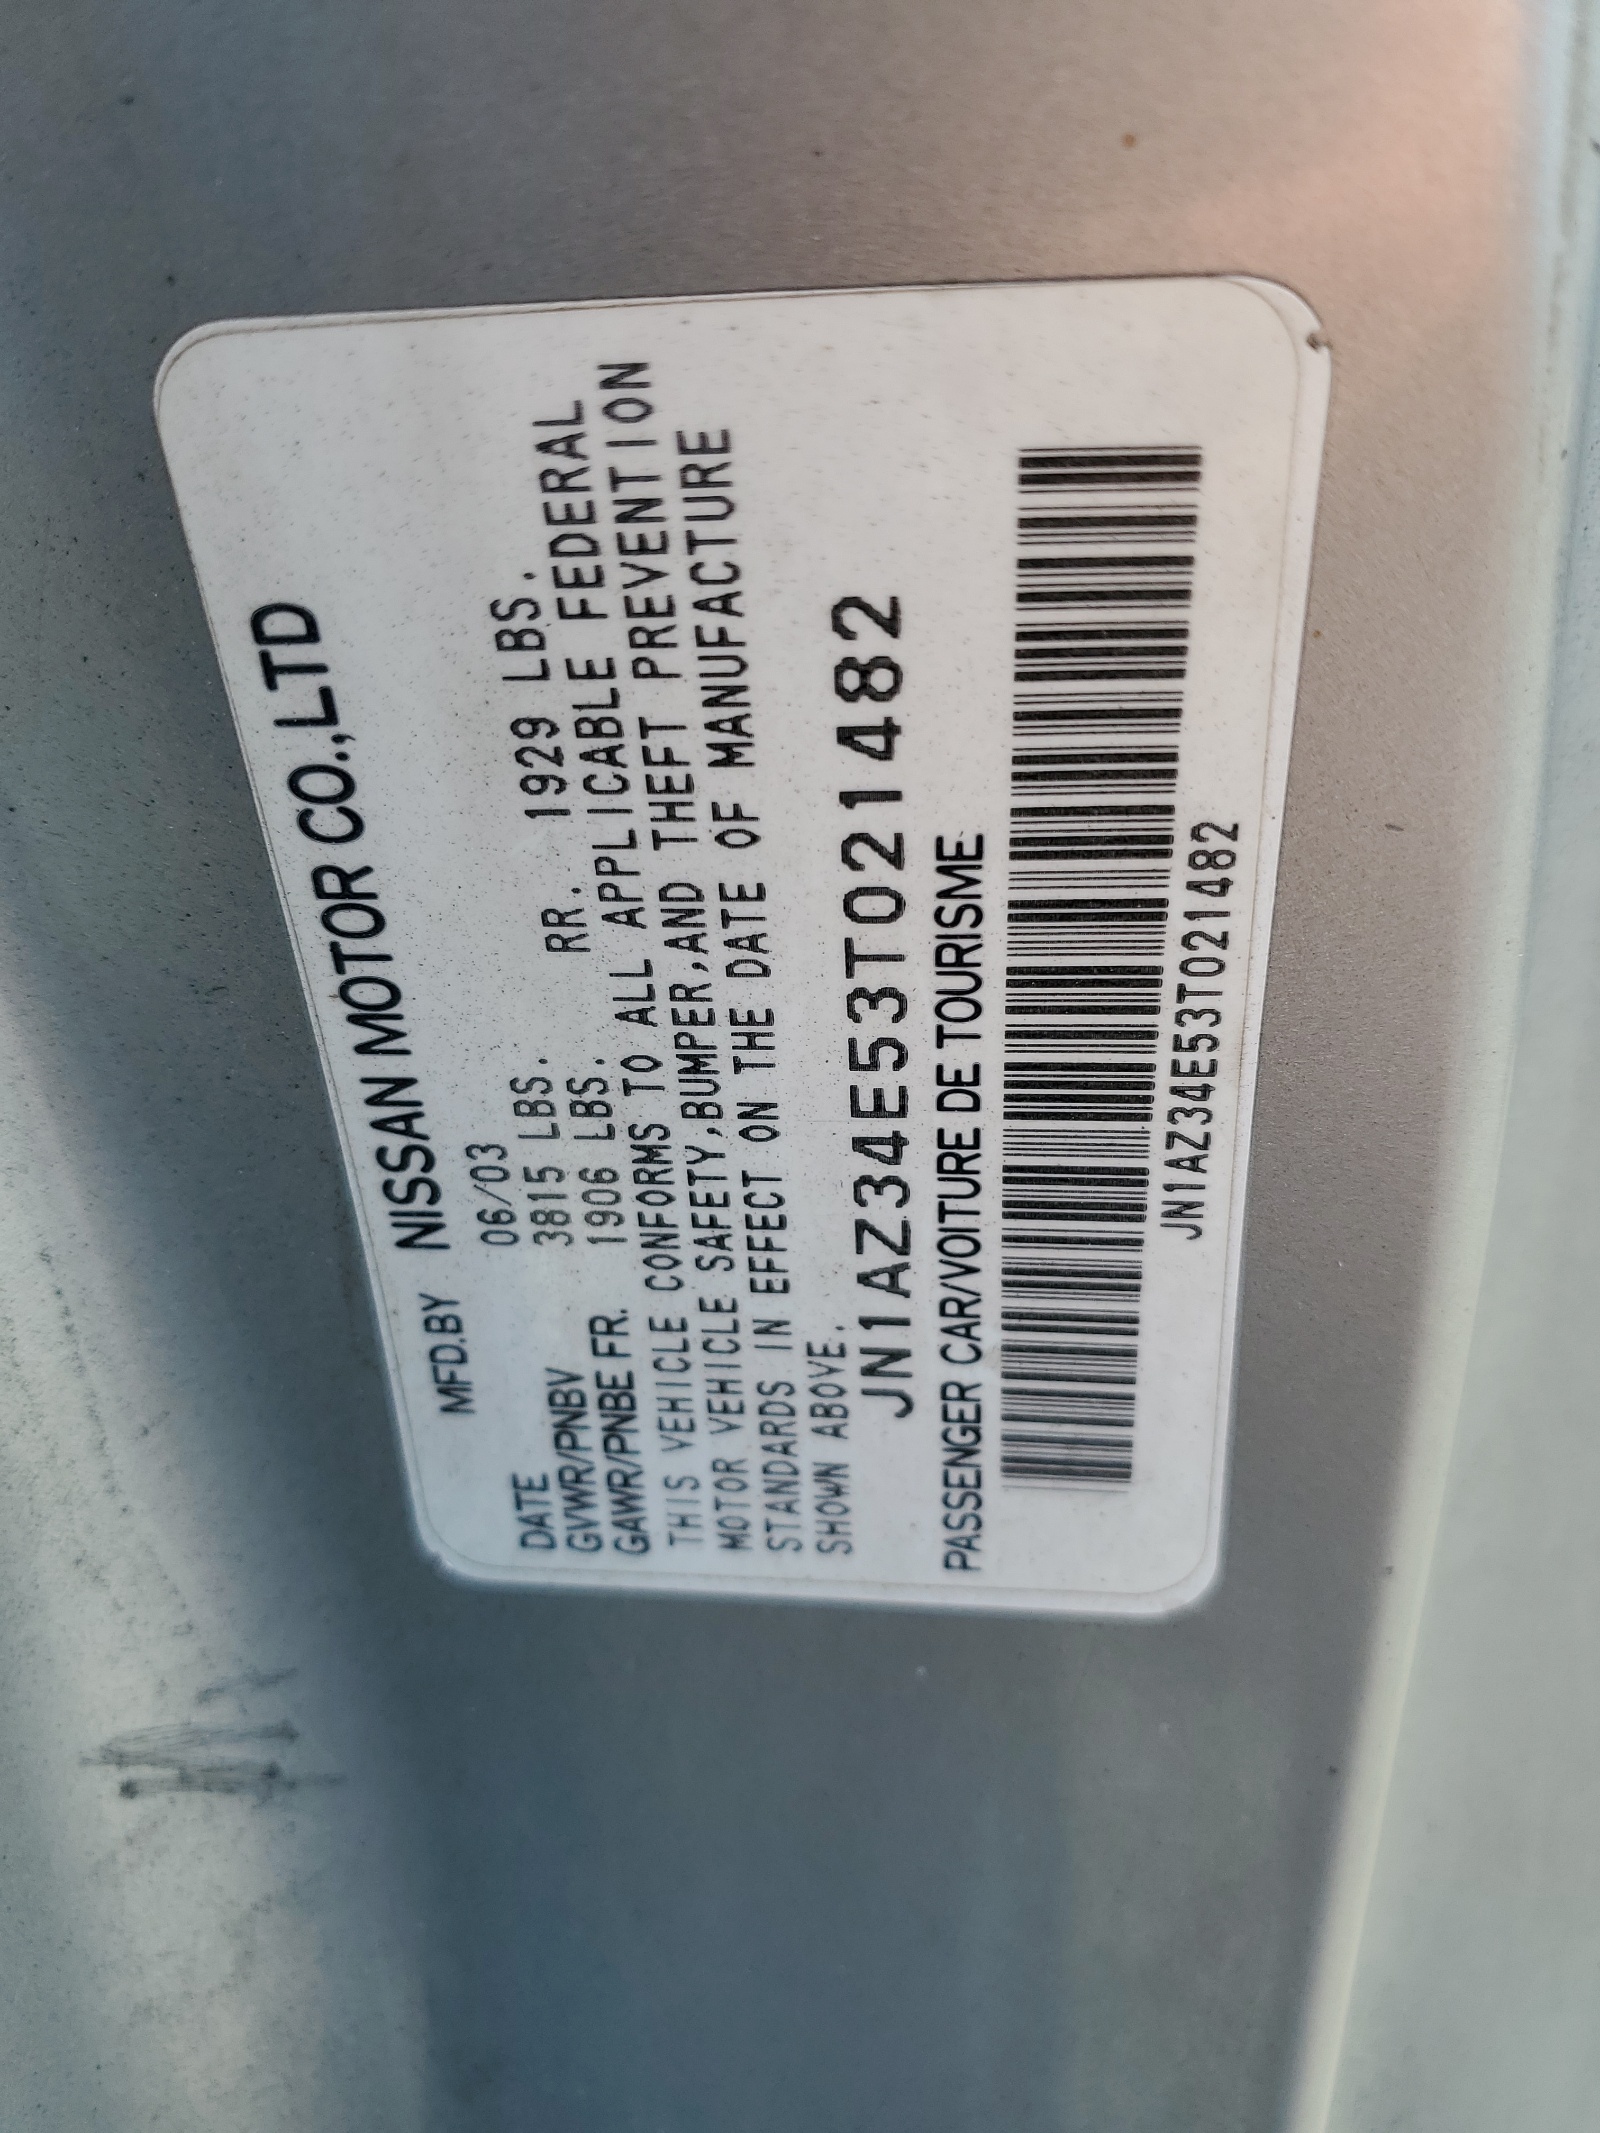 MFD.BY NISSAN MOTOR CO.,LTD
DATE 06/03
GVWR/PNBV 3815 LBS.
GAWR/PNBE FR. 1906 LBS. RR. 1929 LBS.
THIS VEHICLE CONFORMS TO ALL APPLICABLE FEDERAL
MOTOR VEHICLE SAFETY,BUMPER,AND THEFT PREVENTION
STANDARDS IN EFFECT ON THE DATE OF MANUFACTURE
SHOWN ABOVE.
JN1AZ34E53T021482
PASSENGER CAR/VOITURE DE TOURISME
JN1AZ34E53T021482